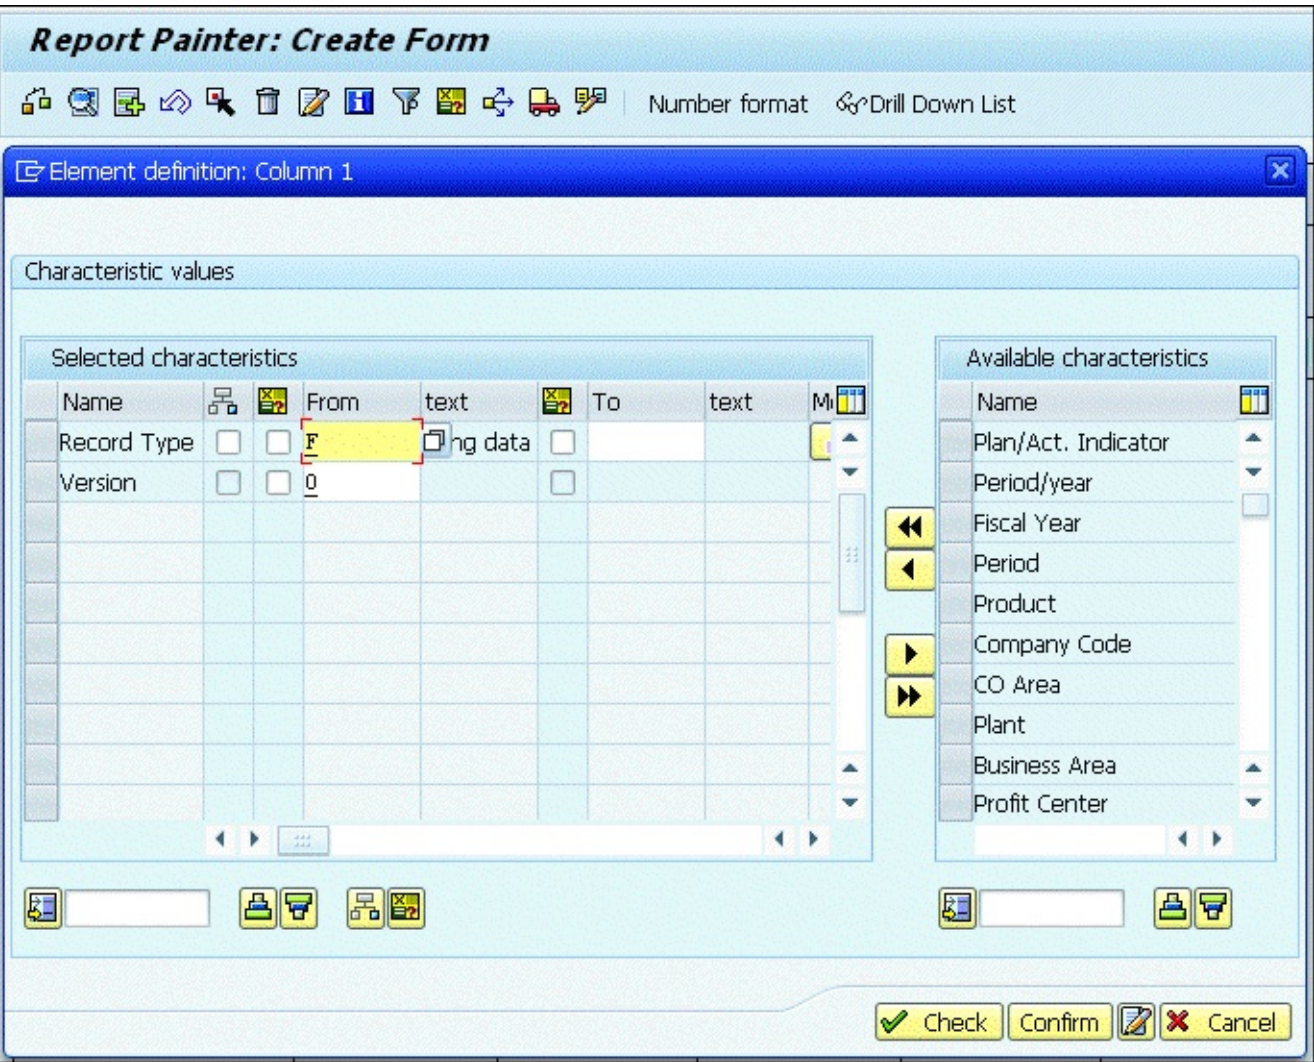 Report Painter: Create Form
Number format Drill Down List
Element definition: Column 1
Characteristic values
Selected characteristics
Name From text To text
Record Type F ng data
Version 0
Available characteristics
Name
Plan/Act. Indicator
Period/year
Fiscal Year
Period
Product
Company Code
CO Area
Plant
Business Area
Profit Center
Check Confirm Cancel